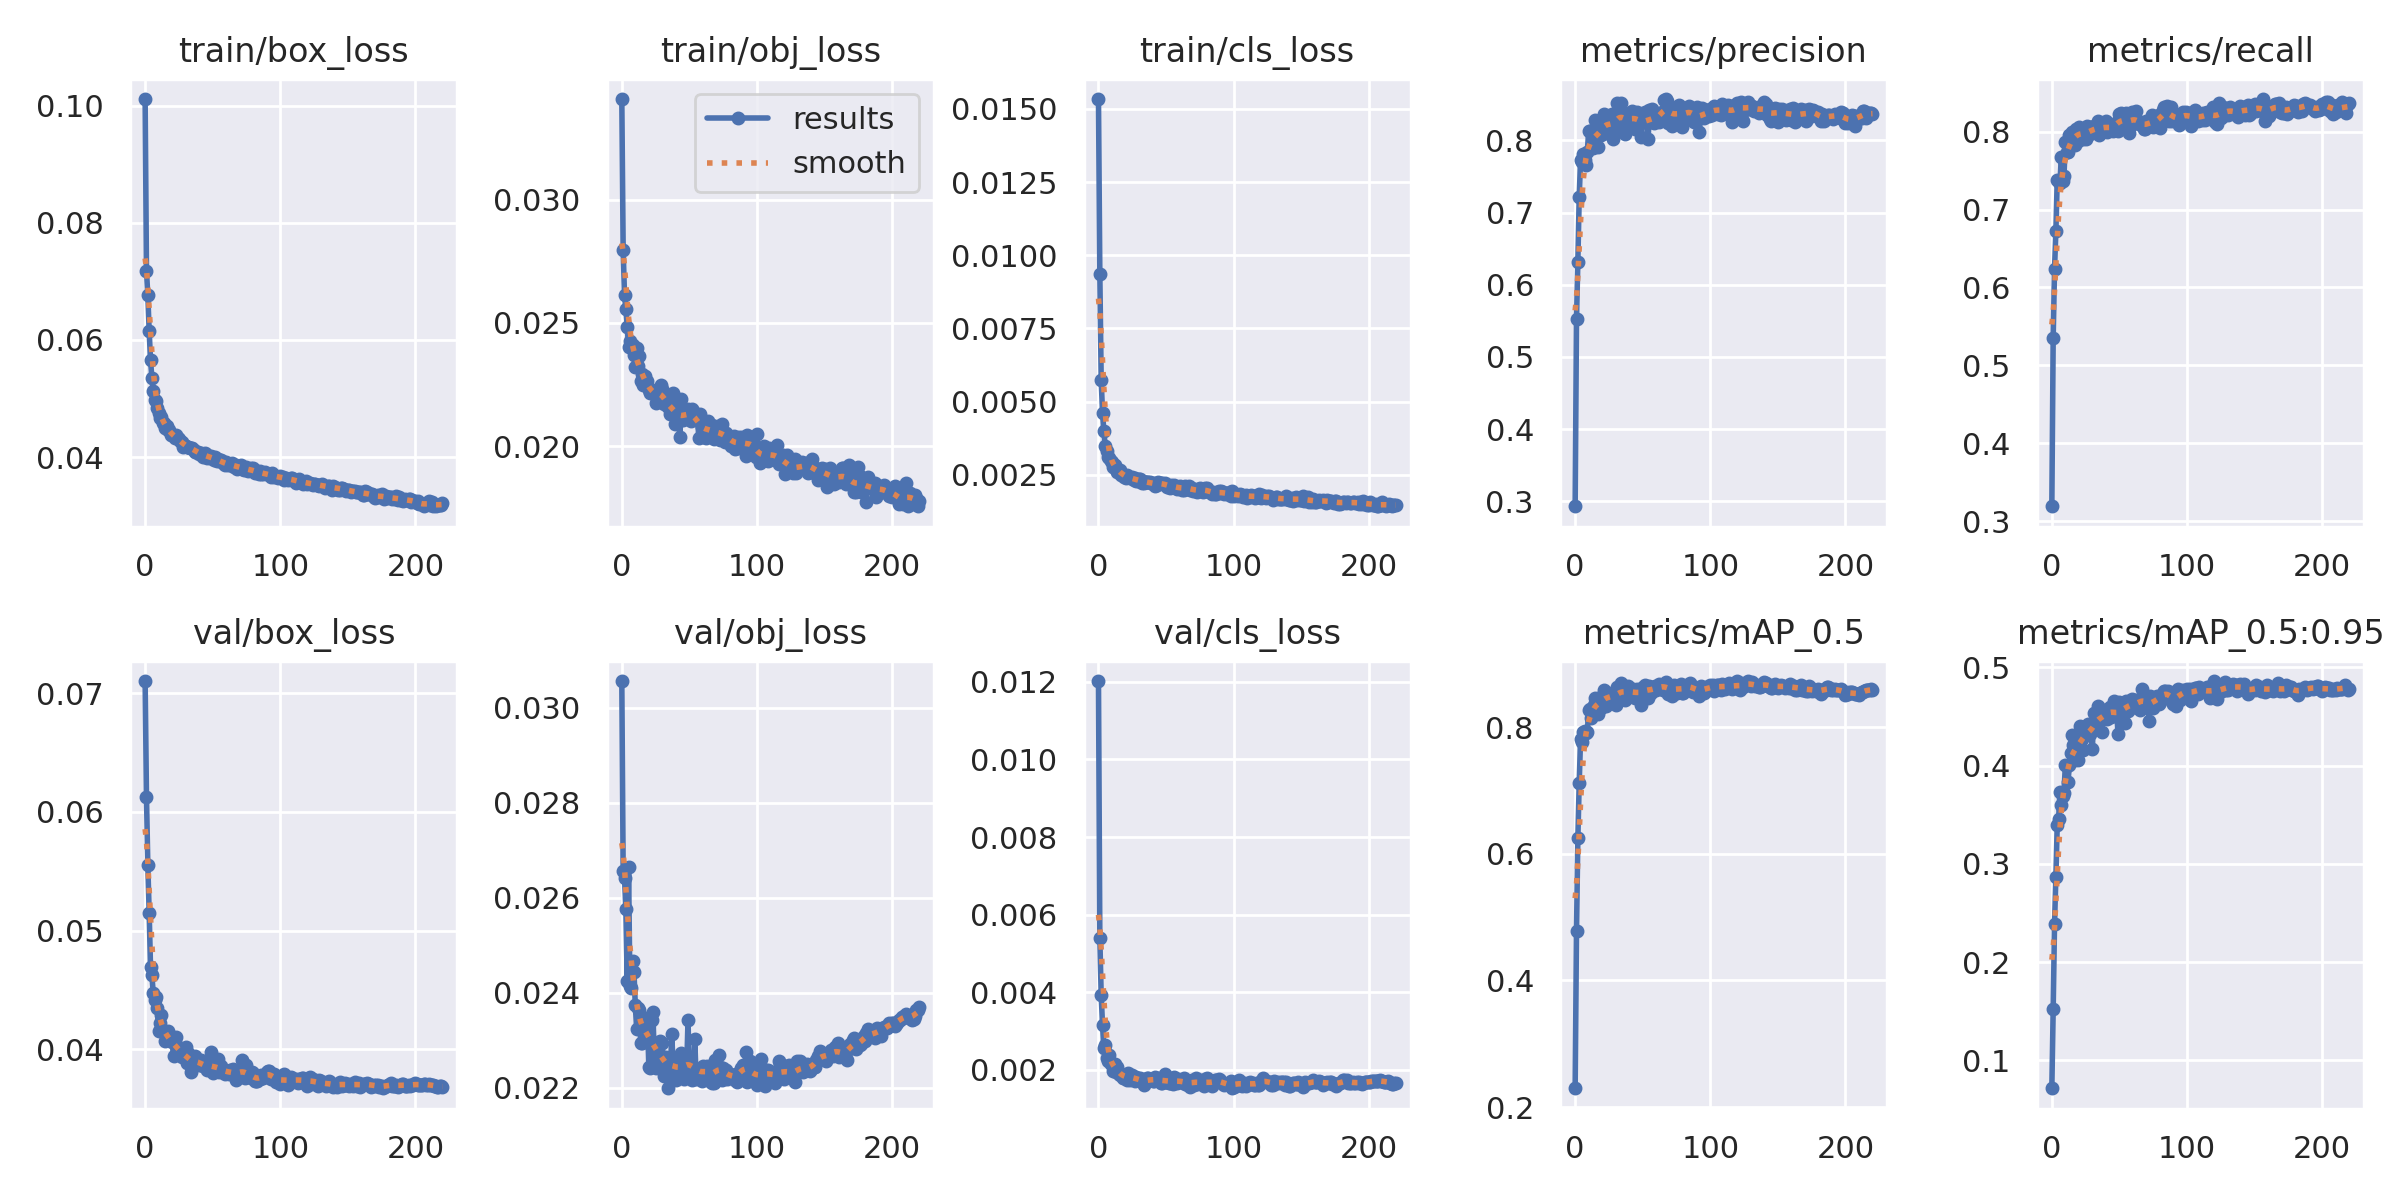 train/box_loss
0.10
0.08
0.06
0.04
0 100 200
train/obj_loss
results
smooth
0.030
0.025
0.020
0 100 200
train/cls_loss
0.0150
0.0125
0.0100
0.0075
0.0050
0.0025
0 100 200
metrics/precision
0.8
0.7
0.6
0.5
0.4
0.3
0 100 200
metrics/recall
0.8
0.7
0.6
0.5
0.4
0.3
0 100 200
val/box_loss
0.07
0.06
0.05
0.04
0 100 200
val/obj_loss
0.030
0.028
0.026
0.024
0.022
0 100 200
val/cls_loss
0.012
0.010
0.008
0.006
0.004
0.002
0 100 200
metrics/mAP_0.5
0.8
0.6
0.4
0.2
0 100 200
metrics/mAP_0.5:0.95
0.5
0.4
0.3
0.2
0.1
0 100 200